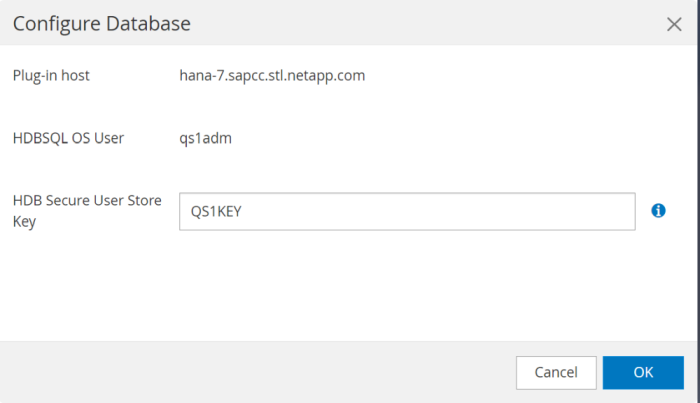 Configure Database
Plug-in host
hana-7.sapcc.stl.netapp.com
HDBSQL OS User
qs1adm
HDB Secure User Store
Key
QS1KEY
Cancel
OK